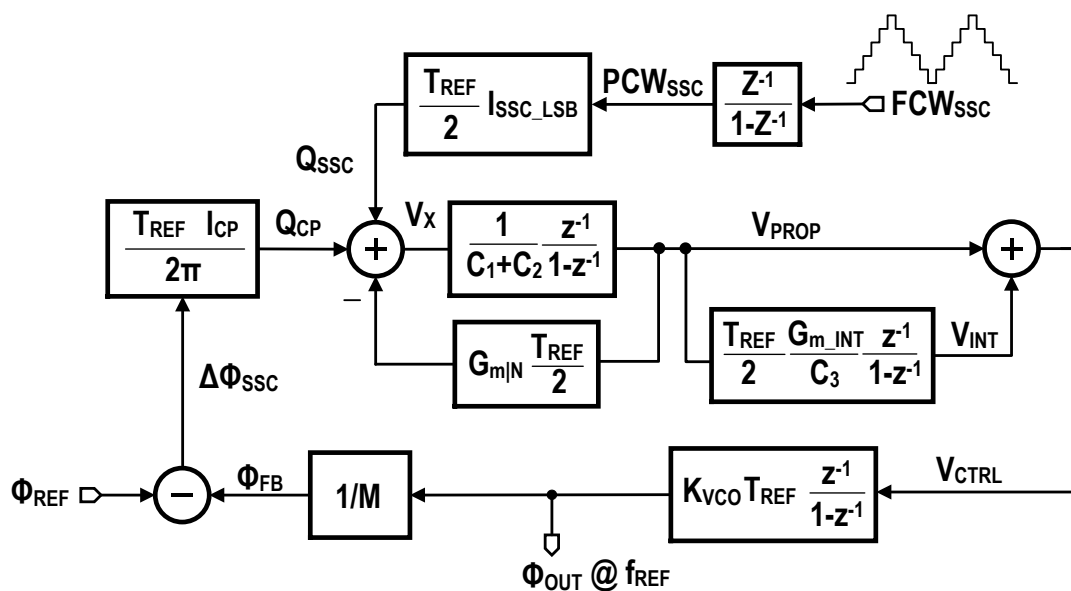 T_REF
2
I_SSC_LSB
PCW_SSC
Z⁻¹
1-Z⁻¹
FCW_SSC
Q_SSC
T_REF I_CP
2π
Q_CP
+
−
V_X
1
C₁+C₂
z⁻¹
1-z⁻¹
V_PROP
+
G_m|N
T_REF
2
T_REF
2
G_m_INT
C₃
z⁻¹
1-z⁻¹
V_INT
ΔΦ_SSC
Φ_REF
−
Φ_FB
1/M
K_VCO T_REF
z⁻¹
1-z⁻¹
V_CTRL
Φ_OUT @ f_REF